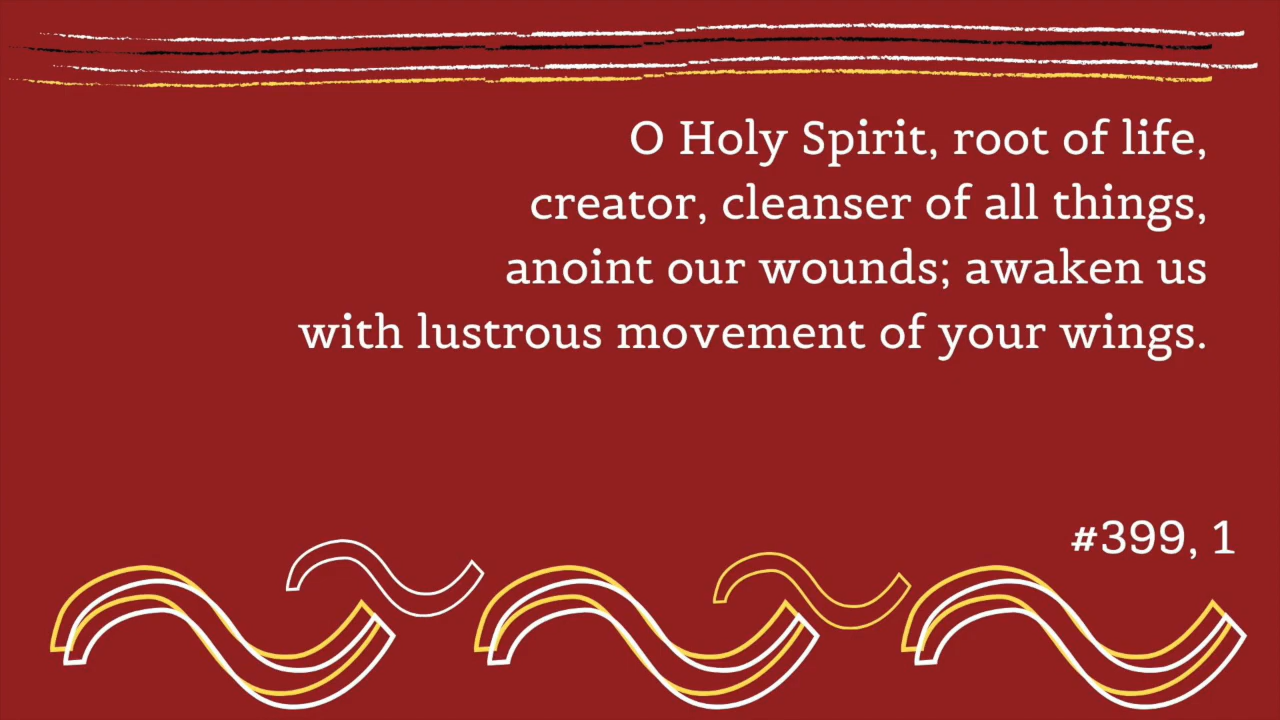 O Holy Spirit, root of life,
creator, cleanser of all things,
anoint our wounds; awaken us
with lustrous movement of your wings.
#399, 1